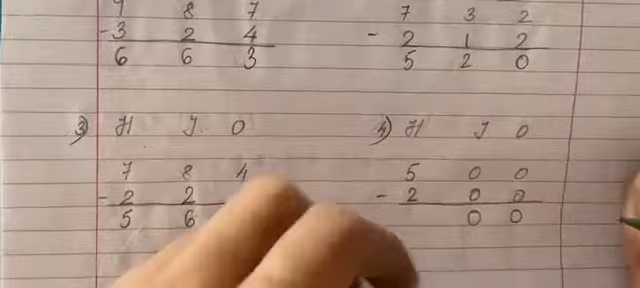 9 8 7 7 3 2
- 3 2 4 - 2 1 2
6 6 3 5 2 0
3) H T O 4) H T O
7 8 4 5 0 0
- 2 2 - 2 0 0
5 6 0 0